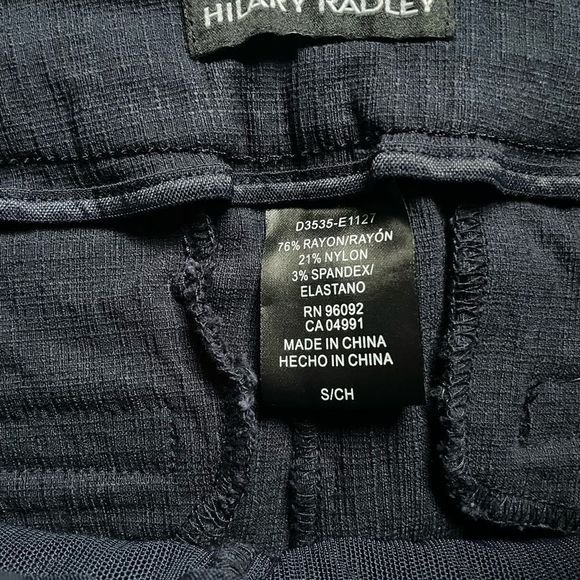 HILARY RADLEY
D3535-E1127
76% RAYON/RAYÓN
21% NYLON
3% SPANDEX/
ELASTANO
RN 96092
CA 04991
MADE IN CHINA
HECHO IN CHINA
S/CH